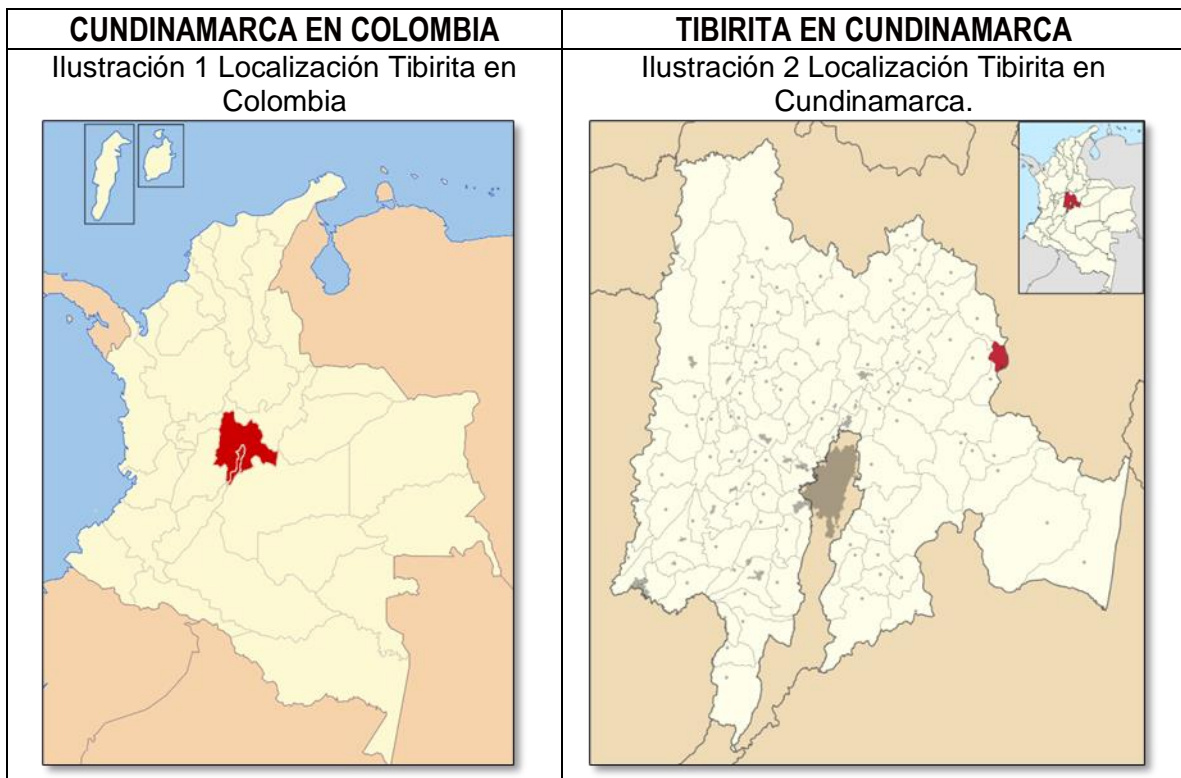 CUNDINAMARCA EN COLOMBIA
TIBIRITA EN CUNDINAMARCA
Ilustración 1 Localización Tibirita en
Colombia
Ilustración 2 Localización Tibirita en
Cundinamarca.